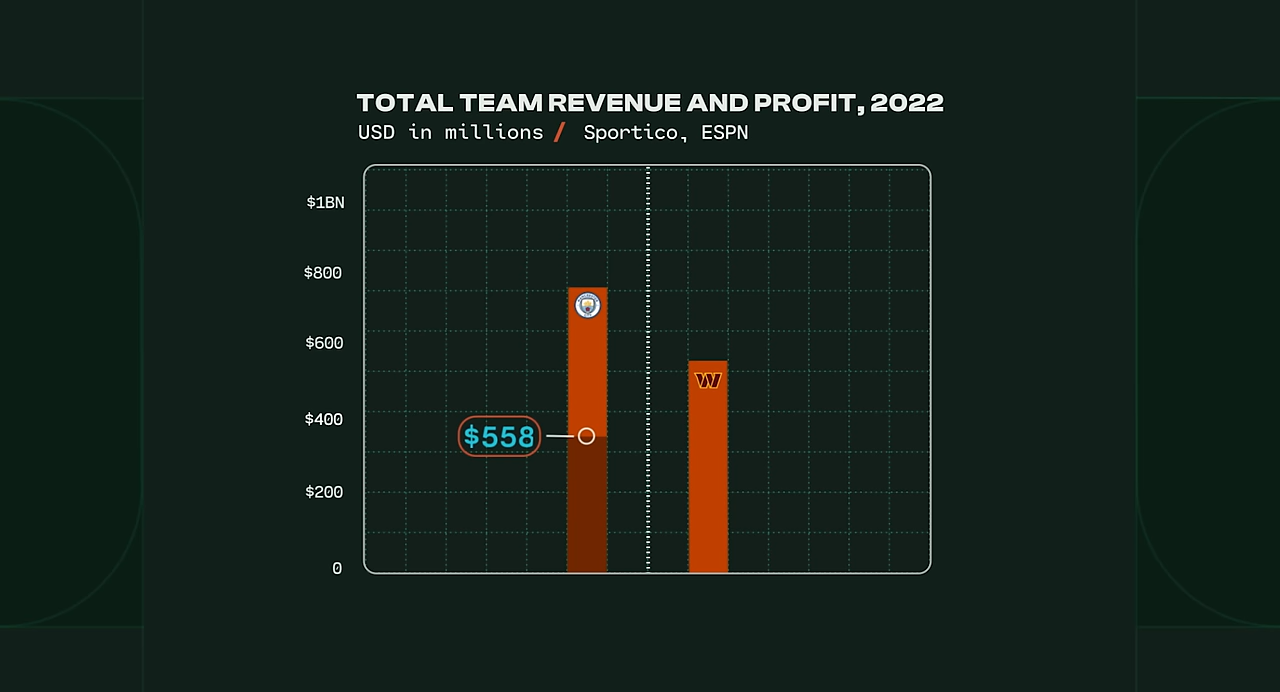 TOTAL TEAM REVENUE AND PROFIT, 2022
USD in millions / Sportico, ESPN
$1BN
$800
$600
$400
$558
$200
0
W